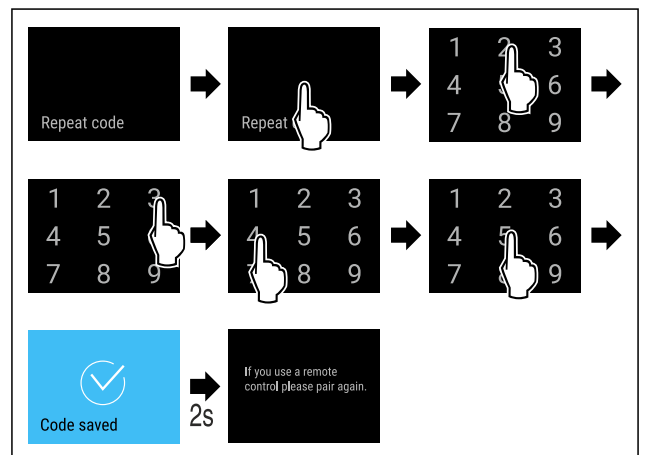 Repeat code
Repeat
1 2 3
4 6
7 8 9
1 2 3
4 5
7 8 9
1 2 3
4 5 6
8 9
1 2 3
4 5 6
7 9
Code saved
2s
If you use a remote
control please pair again.